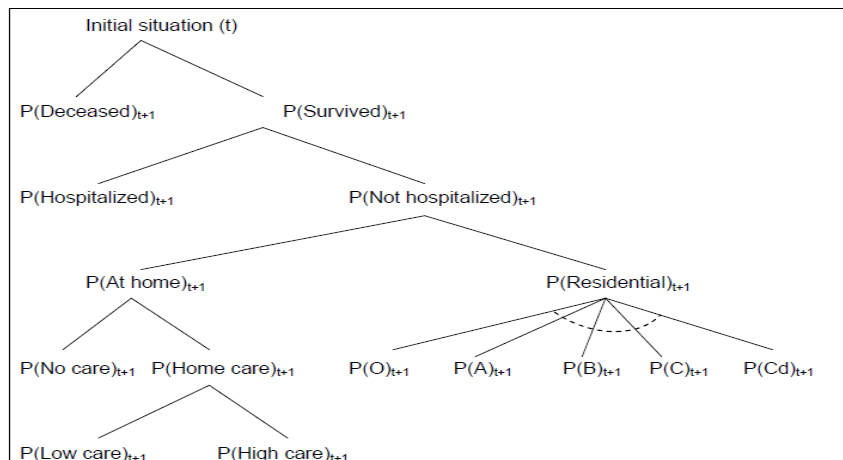 Initial situation (t)
P(Deceased)t+1 P(Survived)t+1
P(Hospitalized)t+1 P(Not hospitalized)t+1
P(At home)t+1 P(Residential)t+1
P(No care)t+1 P(Home care)t+1 P(O)t+1 P(A)t+1 P(B)t+1 P(C)t+1 P(Cd)t+1
P(Low care)t+1 P(High care)t+1